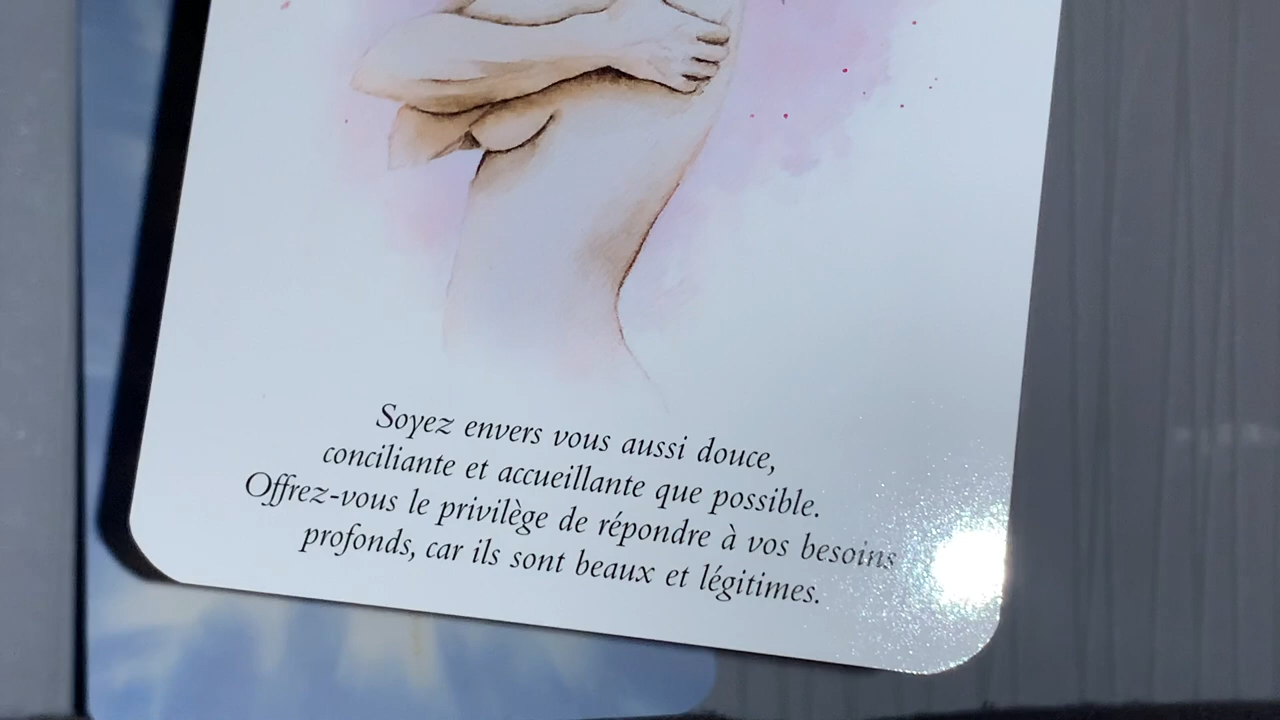 Soyez envers vous aussi douce,
conciliante et accueillante que possible.
Offrez-vous le privilège de répondre à vos besoins
profonds, car ils sont beaux et légitimes.